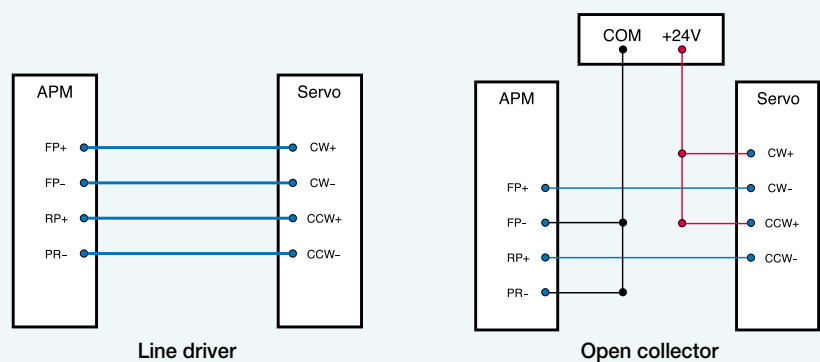 APM
Servo
FP+
CW+
FP-
CW-
RP+
CCW+
PR-
CCW-
Line driver
COM +24V
APM
Servo
CW+
FP+
CW-
FP-
CCW+
RP+
CCW-
PR-
Open collector